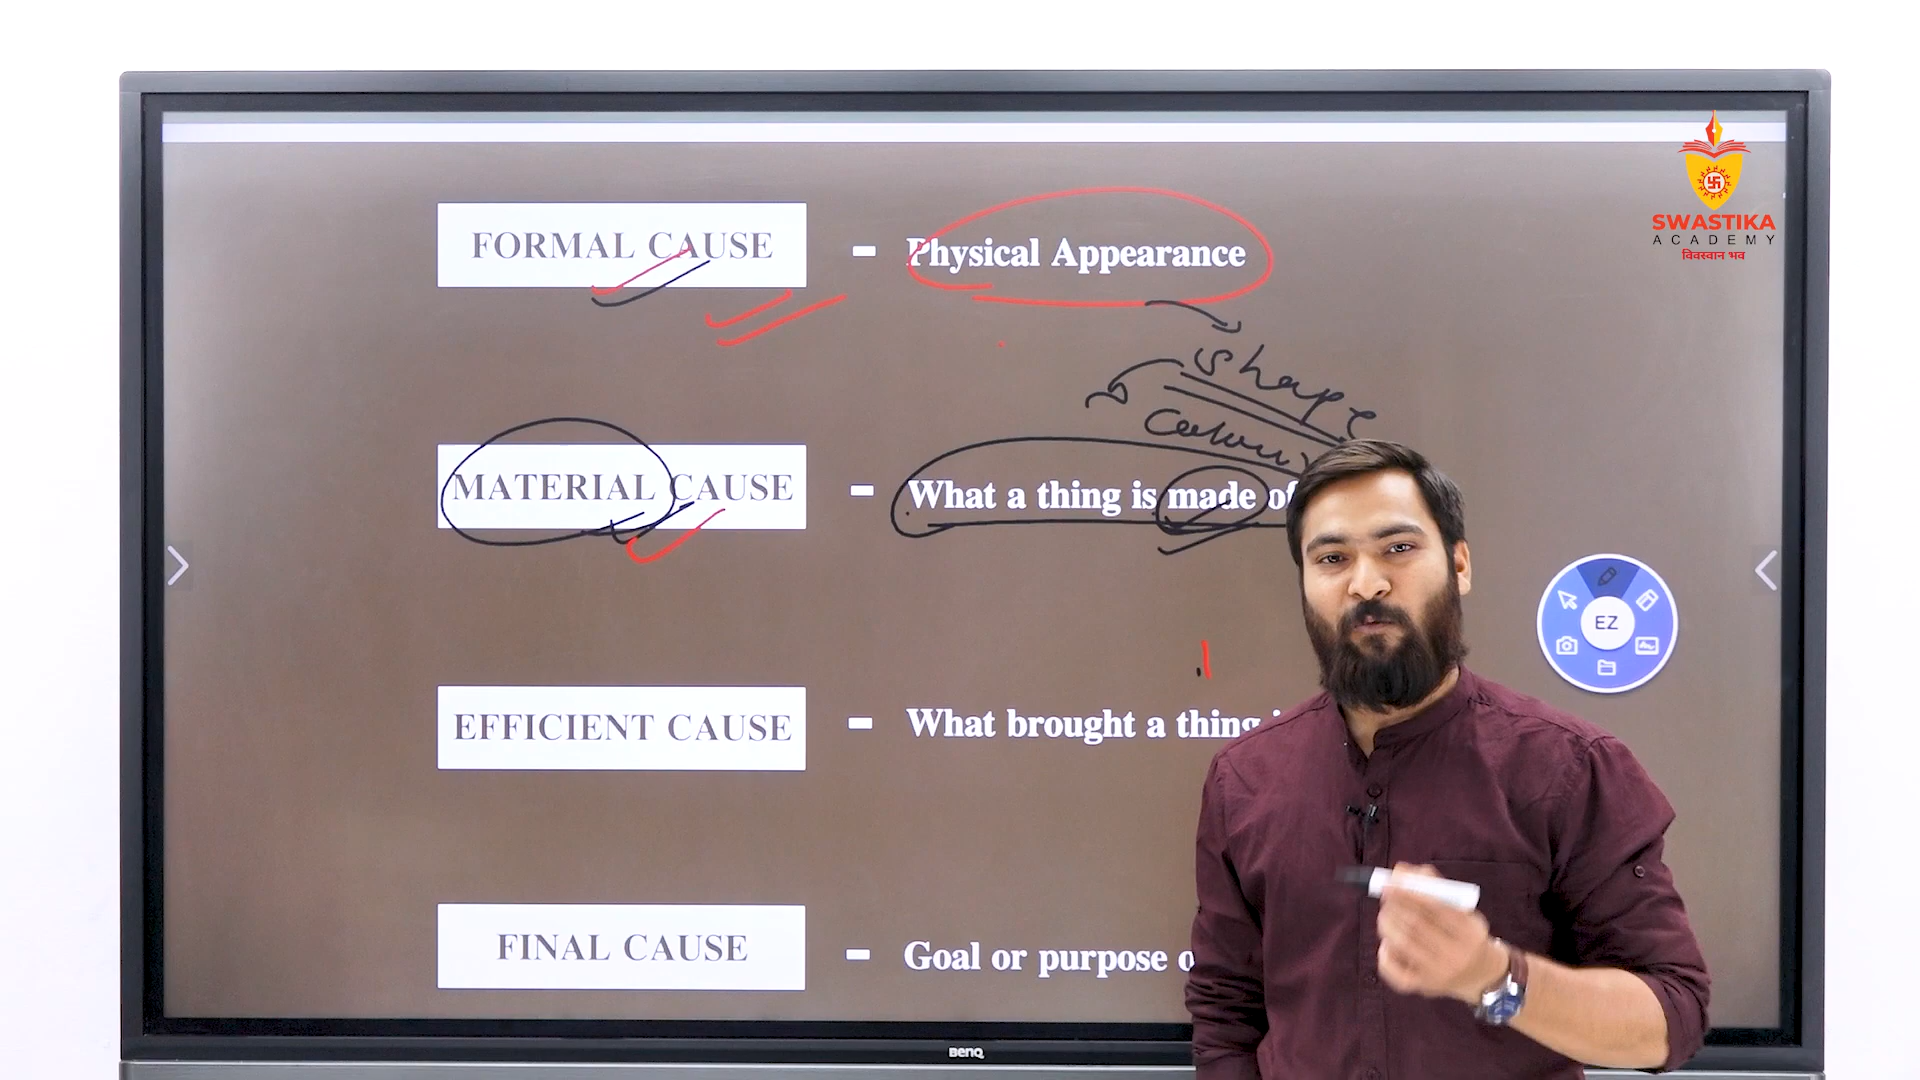 SWASTIKA
ACADEMY
विवस्वान भव
FORMAL CAUSE - Physical Appearance
shape
colour
MATERIAL CAUSE - What a thing is made of
EZ
EFFICIENT CAUSE - What brought a thing
FINAL CAUSE - Goal or purpose
BenQ